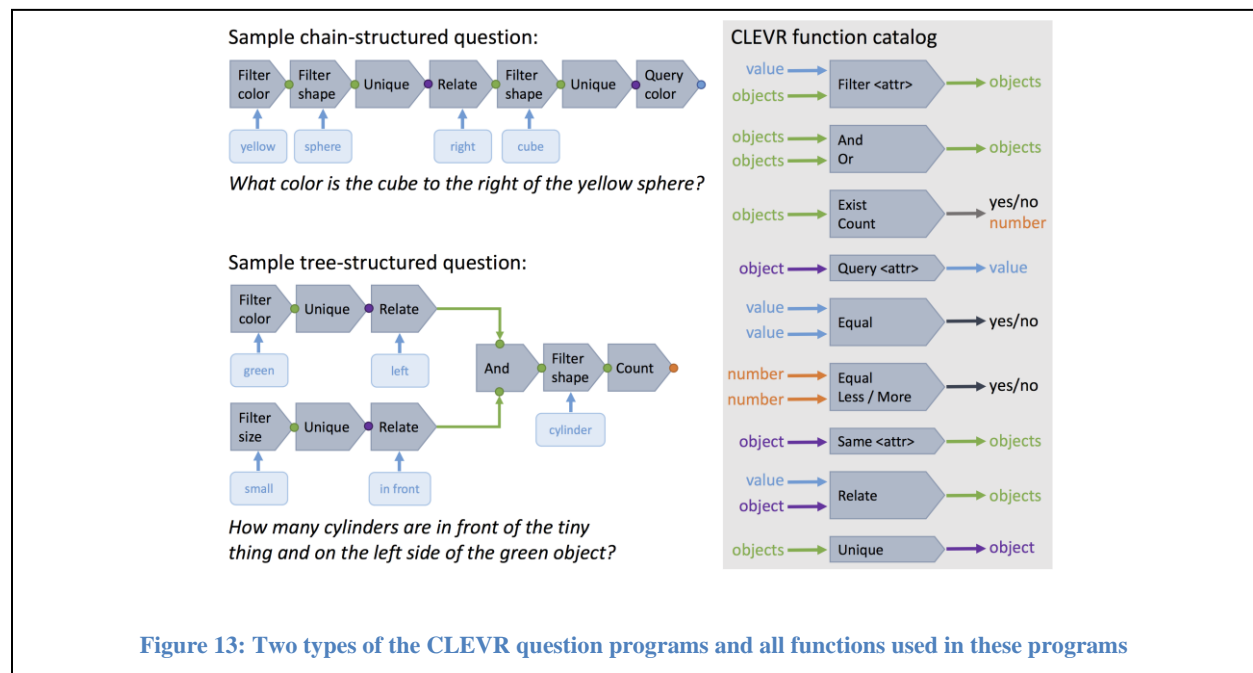 Sample chain-structured question:
Filter
color
Filter
shape
Unique
Relate
Filter
shape
Unique
Query
color
yellow
sphere
right
cube
What color is the cube to the right of the yellow sphere?
Sample tree-structured question:
Filter
color
Unique
Relate
green
left
And
Filter
shape
Count
cylinder
Filter
size
Unique
Relate
small
in front
How many cylinders are in front of the tiny
thing and on the left side of the green object?
CLEVR function catalog
value
objects
Filter <attr>
objects
objects
objects
And
Or
objects
objects
Exist
Count
yes/no
number
object
Query <attr>
value
value
value
Equal
yes/no
number
number
Equal
Less / More
yes/no
object
Same <attr>
objects
value
object
Relate
objects
objects
Unique
object
Figure 13: Two types of the CLEVR question programs and all functions used in these programs